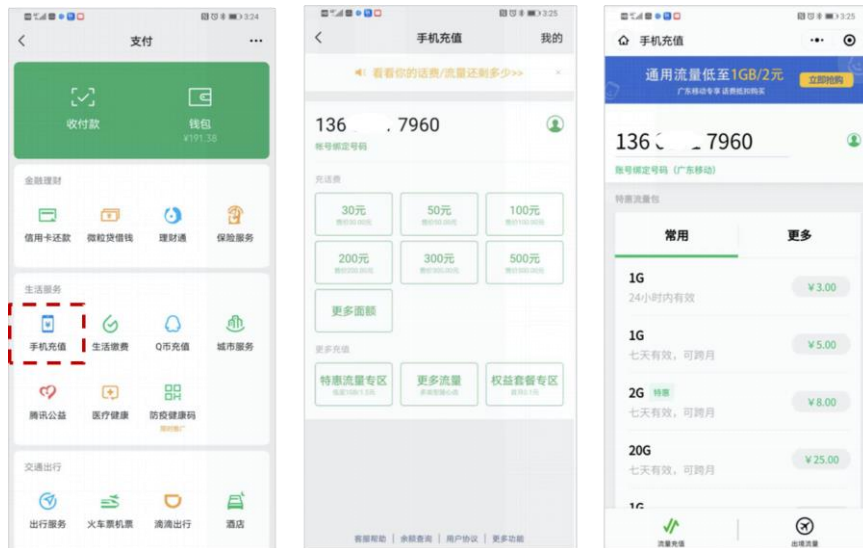 3:24
支付
收付款
钱包
¥191.38
金融理财
信用卡还款
微粒贷借钱
理财通
保险服务
生活服务
手机充值
生活缴费
Q币充值
城市服务
腾讯公益
医疗健康
防疫健康码
交通出行
出行服务
火车票机票
滴滴出行
酒店
3:25
手机充值
我的
看看你的话费/流量还剩多少>>
136 7960
账号绑定号码
充话费
30元
50元
100元
200元
300元
500元
更多面额
更多充值
特惠流量专区
更多流量
权益套餐专区
客服帮助 | 余额查询 | 用户协议 | 更多功能
3:25
手机充值
通用流量低至1GB/2元
立即抢购
广东移动专享 话费抵扣购买
136 7960
账号绑定号码（广东移动）
特惠流量包
常用
更多
1G
24小时内有效
¥3.00
1G
七天有效，可跨月
¥5.00
2G 特惠
七天有效，可跨月
¥8.00
20G
七天有效，可跨月
¥25.00
1G
流量充值
出境流量